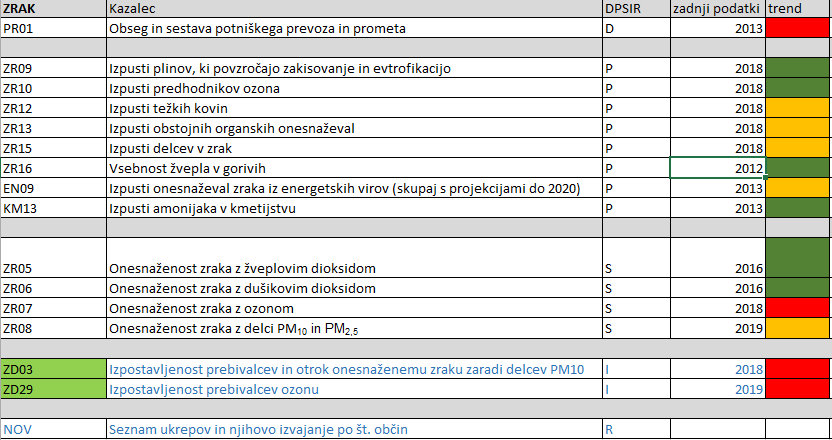 ZRAK Kazalec DPSIR zadnji podatki trend
PR01 Obseg in sestava potniškega prevoza in prometa D 2013
ZR09 Izpusti plinov, ki povzročajo zakisovanje in evtrofikacijo P 2018
ZR10 Izpusti predhodnikov ozona P 2018
ZR12 Izpusti težkih kovin P 2018
ZR13 Izpusti obstojnih organskih onesnaževal P 2018
ZR15 Izpusti delcev v zrak P 2018
ZR16 Vsebnost žvepla v gorivih P 2012
EN09 Izpusti onesnaževal zraka iz energetskih virov (skupaj s projekcijami do 2020) P 2013
KM13 Izpusti amonijaka v kmetijstvu P 2013
ZR05 Onesnaženost zraka z žveplovim dioksidom S 2016
ZR06 Onesnaženost zraka z dušikovim dioksidom S 2016
ZR07 Onesnaženost zraka z ozonom S 2018
ZR08 Onesnaženost zraka z delci PM10 in PM2,5 S 2019
ZD03 Izpostavljenost prebivalcev in otrok onesnaženemu zraku zaradi delcev PM10 I 2018
ZD29 Izpostavljenost prebivalcev ozonu I 2019
NOV Seznam ukrepov in njihovo izvajanje po št. občin R